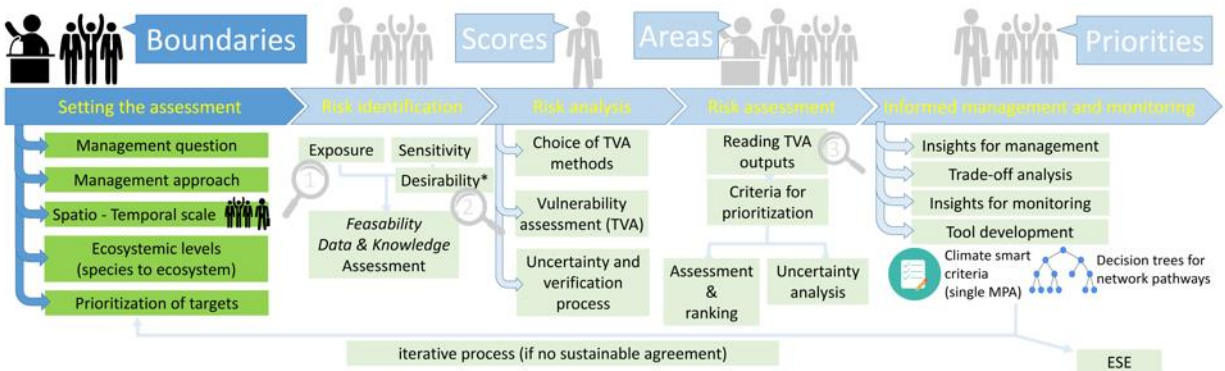 Boundaries
Scores
Areas
Priorities
Setting the assessment
Risk identification
Risk analysis
Risk assessment
Informed management and monitoring
Management question
Management approach
Spatio - Temporal scale
Ecosystemic levels
(species to ecosystem)
Prioritization of targets
1
Exposure
Sensitivity
Desirability*
Feasability
Data & Knowledge
Assessment
2
Choice of TVA
methods
Vulnerability
assessment (TVA)
Uncertainty and
verification
process
3
Reading TVA
outputs
Criteria for
prioritization
Assessment
&
ranking
Uncertainty
analysis
Insights for management
Trade-off analysis
Insights for monitoring
Tool development
Climate smart
criteria
(single MPA)
Decision trees for
network pathways
iterative process (if no sustainable agreement)
ESE